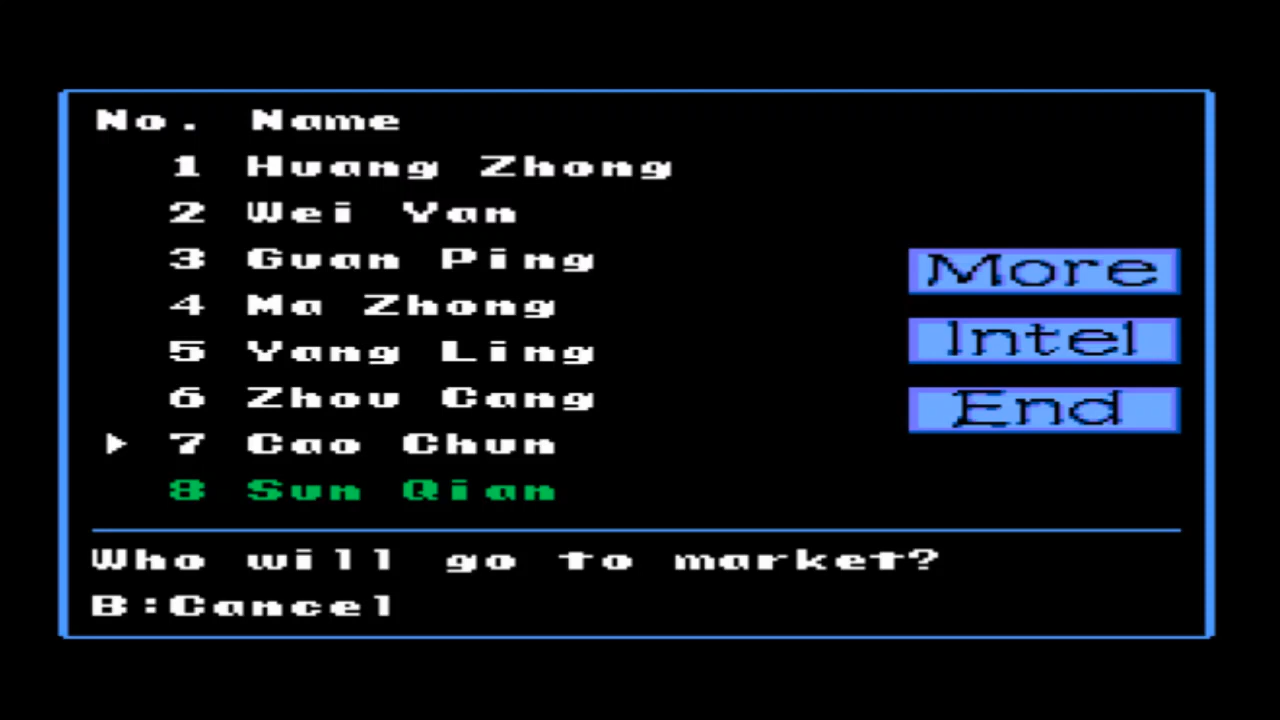 No. Name
1 Huang Zhong
2 Wei Yan
3 Guan Ping
4 Ma Zhong
5 Yang Ling
6 Zhou Cang
7 Cao Chun
8 Sun Qian
More
Intel
End
Who will go to market?
B:Cancel